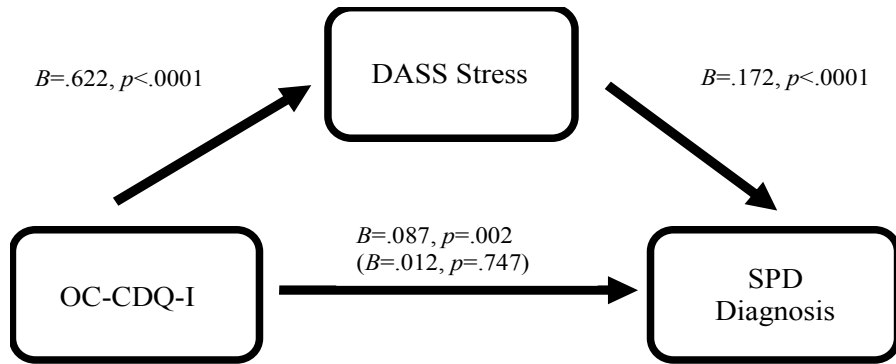 DASS Stress
B=.622, p<.0001
B=.172, p<.0001
B=.087, p=.002
(B=.012, p=.747)
OC-CDQ-I
SPD
Diagnosis